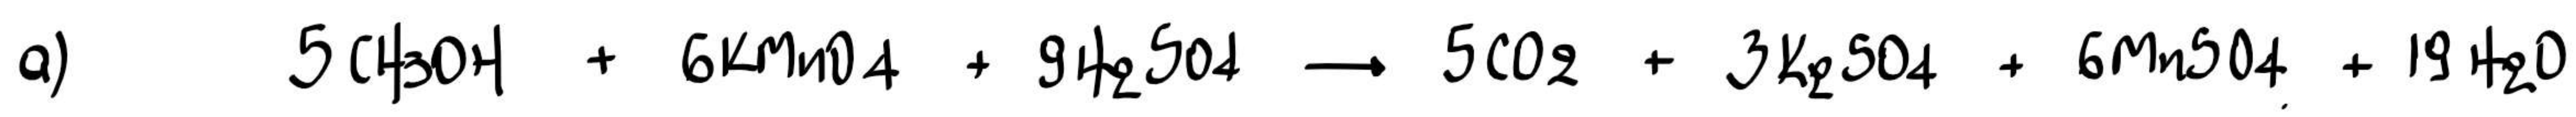 a) 5CH3OH + 6KMnO4 + 9H2SO4 → 5CO2 + 3K2SO4 + 6MnSO4 + 19H2O